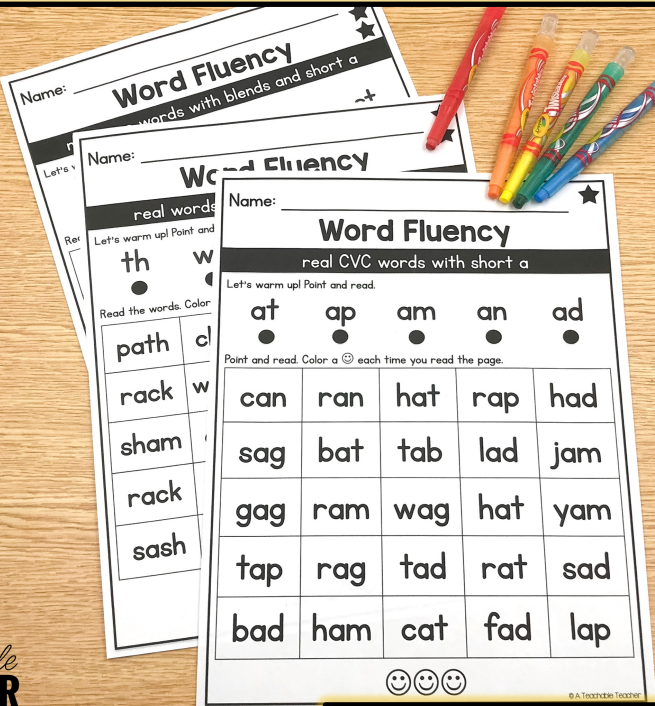 Name:
Word Fluency
words with blends and short a
Let's
Name:
Word Fluency
real words
Let's warm up! Point and
th
Read the words. Color
path
rack
sham
rack
sash
Name:
Word Fluency
real CVC words with short a
Let's warm up! Point and read.
at ap am an ad
Point and read. Color a ☺ each time you read the page.
can ran hat rap had
sag bat tab lad jam
gag ram wag hat yam
tap rag tad rat sad
bad ham cat fad lap
© A Teachable Teacher